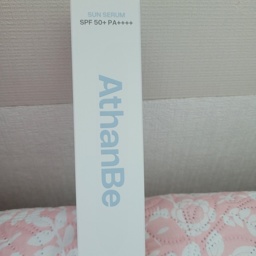 SUN SERUM
SPF 50+ PA++++
AthanBe